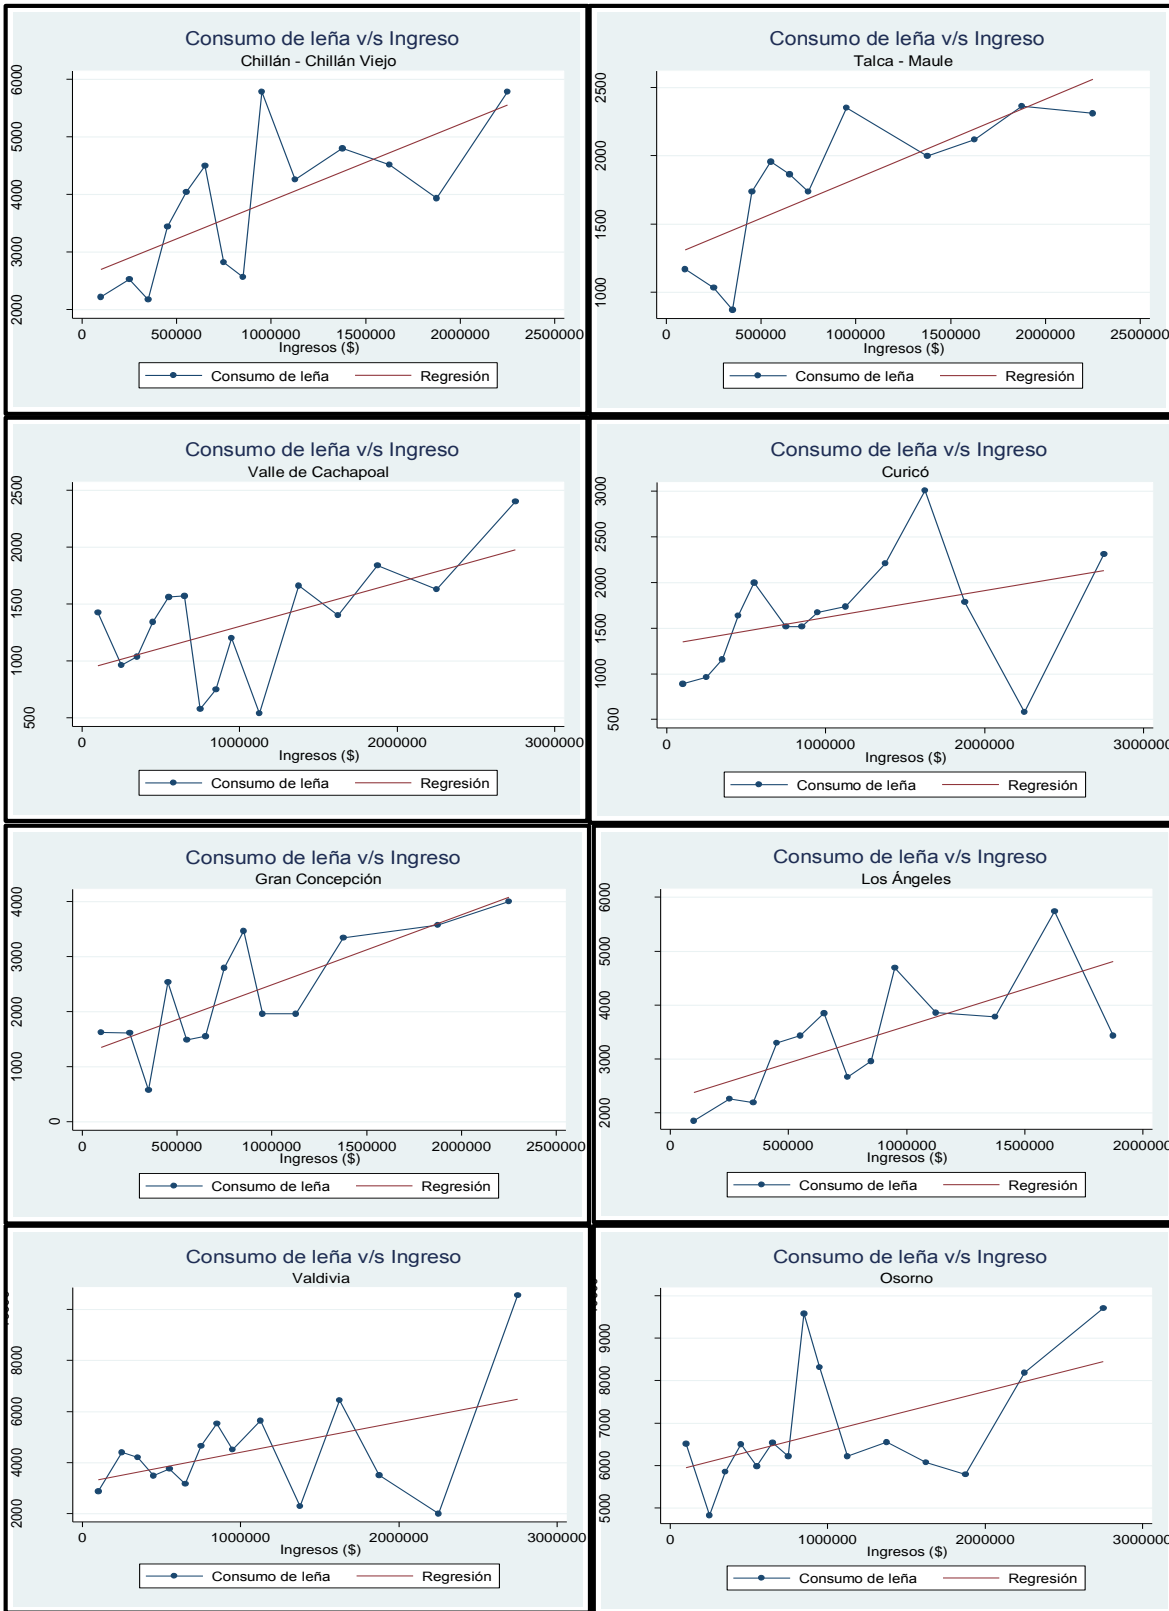 Consumo de leña v/s Ingreso
Chillán - Chillán Viejo
6000
5000
4000
3000
2000
0 500000 1000000 1500000 2000000 2500000
Ingresos ($)
Consumo de leña Regresión
Consumo de leña v/s Ingreso
Talca - Maule
2500
2000
1500
1000
0 500000 1000000 1500000 2000000 2500000
Ingresos ($)
Consumo de leña Regresión
Consumo de leña v/s Ingreso
Valle de Cachapoal
2500
2000
1500
1000
500
0 1000000 2000000 3000000
Ingresos ($)
Consumo de leña Regresión
Consumo de leña v/s Ingreso
Curicó
3000
2500
2000
1500
1000
500
0 1000000 2000000 3000000
Ingresos ($)
Consumo de leña Regresión
Consumo de leña v/s Ingreso
Gran Concepción
4000
3000
2000
1000
0
0 500000 1000000 1500000 2000000 2500000
Ingresos ($)
Consumo de leña Regresión
Consumo de leña v/s Ingreso
Los Ángeles
6000
5000
4000
3000
2000
0 500000 1000000 1500000 2000000
Ingresos ($)
Consumo de leña Regresión
Consumo de leña v/s Ingreso
Valdivia
8000
6000
4000
2000
0 1000000 2000000 3000000
Ingresos ($)
Consumo de leña Regresión
Consumo de leña v/s Ingreso
Osorno
9000
8000
7000
6000
5000
0 1000000 2000000 3000000
Ingresos ($)
Consumo de leña Regresión